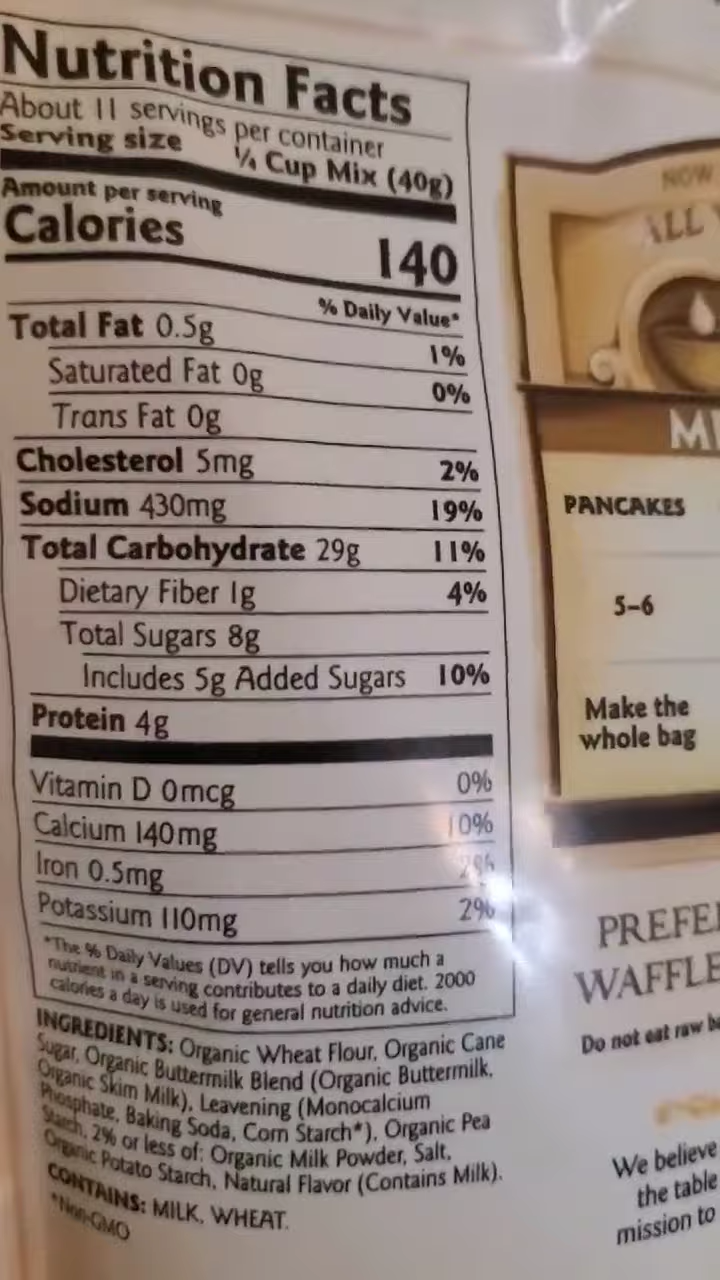 Nutrition Facts
About 11 servings per container
Serving size ¼ Cup Mix (40g)
Amount per serving
Calories 140
% Daily Value*
Total Fat 0.5g 1%
Saturated Fat 0g 0%
Trans Fat 0g
Cholesterol 5mg 2%
Sodium 430mg 19%
Total Carbohydrate 29g 11%
Dietary Fiber 1g 4%
Total Sugars 8g
Includes 5g Added Sugars 10%
Protein 4g
Vitamin D 0mcg 0%
Calcium 140mg 10%
Iron 0.5mg 2%
Potassium 110mg 2%
*The % Daily Values (DV) tells you how much a
nutrient in a serving contributes to a daily diet. 2000
calories a day is used for general nutrition advice.
INGREDIENTS: Organic Wheat Flour, Organic Cane
Sugar, Organic Buttermilk Blend (Organic Buttermilk,
Organic Skim Milk), Leavening (Monocalcium
Phosphate, Baking Soda, Corn Starch*), Organic Pea
Starch, 2% or less of: Organic Milk Powder, Salt,
Organic Potato Starch, Natural Flavor (Contains Milk).
CONTAINS: MILK, WHEAT.
*Non-GMO
NOW
ALL
MI
PANCAKES
5-6
Make the
whole bag
PREFE
WAFFLE
Do not eat raw
We believe
the table
mission to